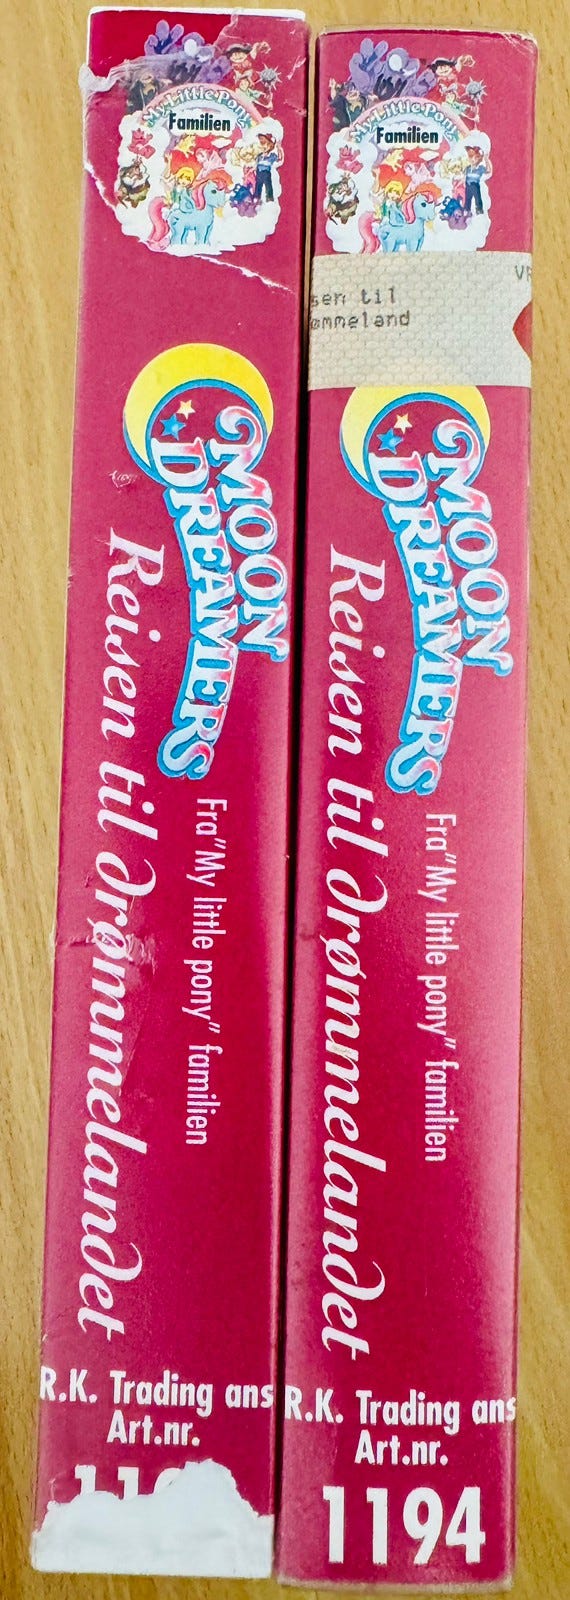 My Little Pony
Familien
MOON
DREAMERS
Reisen til drømmelandet
Fra"My little pony" familien
R.K. Trading ans
Art.nr.
My Little Pony
Familien
sen til
ømmeland
MOON
DREAMERS
Reisen til drømmelandet
Fra"My little pony" familien
R.K. Trading ans
Art.nr.
1194